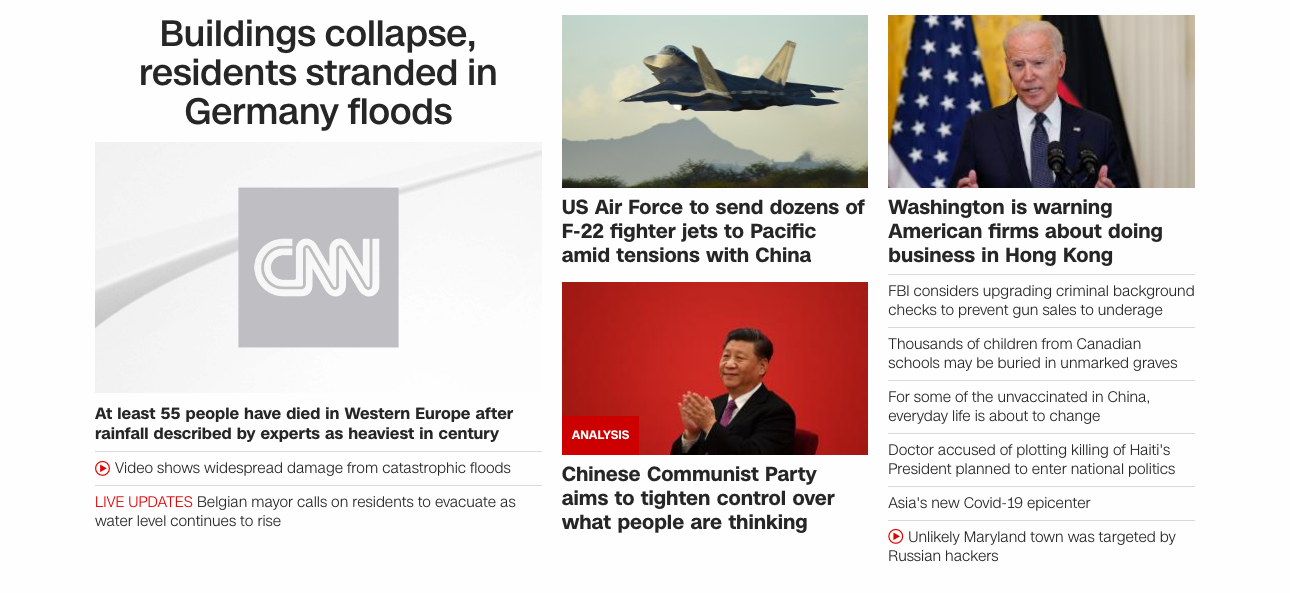 Buildings collapse,
residents stranded in
Germany floods
CNN
At least 55 people have died in Western Europe after
rainfall described by experts as heaviest in century
Video shows widespread damage from catastrophic floods
LIVE UPDATES Belgian mayor calls on residents to evacuate as
water level continues to rise
US Air Force to send dozens of
F-22 fighter jets to Pacific
amid tensions with China
ANALYSIS
Chinese Communist Party
aims to tighten control over
what people are thinking
Washington is warning
American firms about doing
business in Hong Kong
FBI considers upgrading criminal background
checks to prevent gun sales to underage
Thousands of children from Canadian
schools may be buried in unmarked graves
For some of the unvaccinated in China,
everyday life is about to change
Doctor accused of plotting killing of Haiti's
President planned to enter national politics
Asia's new Covid-19 epicenter
Unlikely Maryland town was targeted by
Russian hackers